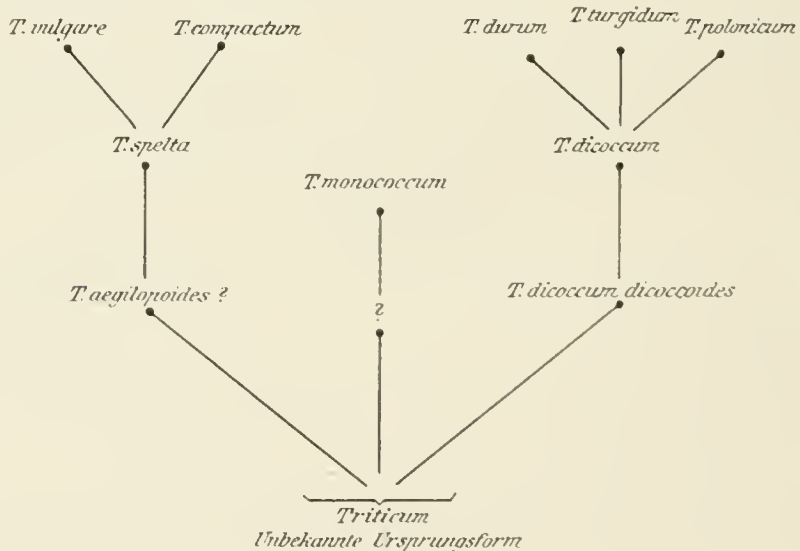 T. vulgare
T. compactum
T. durum
T. turgidum
T. polonicum
T. spelta
T. dicoccum
T. monococcum
T. aegilopoides ?
?
T. dicoccum dicoccoides
Triticum
Unbekannte Ursprungsform